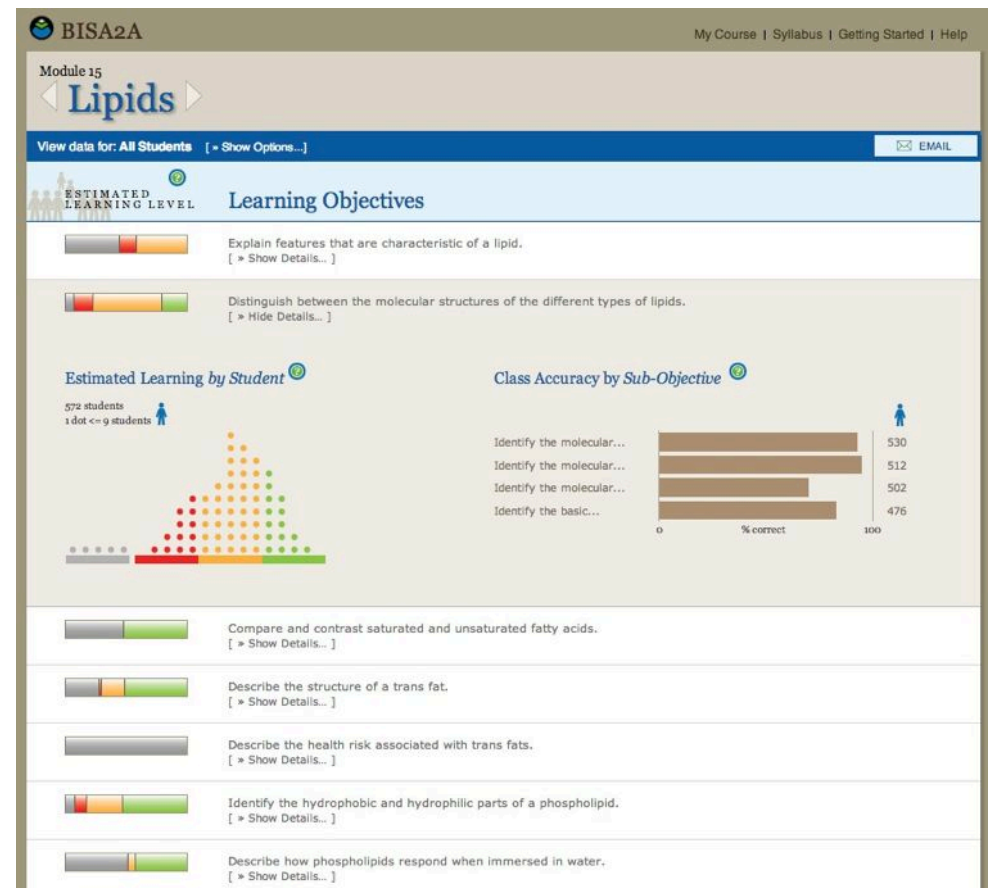 BISA2A
My Course | Syllabus | Getting Started | Help
Module 15
Lipids
View data for: All Students [ » Show Options...]
EMAIL
ESTIMATED
LEARNING LEVEL
Learning Objectives
Explain features that are characteristic of a lipid.
[ » Show Details... ]
Distinguish between the molecular structures of the different types of lipids.
[ » Hide Details... ]
Estimated Learning by Student
572 students
1 dot <= 9 students
Class Accuracy by Sub-Objective
Identify the molecular... 530
Identify the molecular... 512
Identify the molecular... 502
Identify the basic... 476
0 % correct 100
Compare and contrast saturated and unsaturated fatty acids.
[ » Show Details... ]
Describe the structure of a trans fat.
[ » Show Details... ]
Describe the health risk associated with trans fats.
[ » Show Details... ]
Identify the hydrophobic and hydrophilic parts of a phospholipid.
[ » Show Details... ]
Describe how phospholipids respond when immersed in water.
[ » Show Details... ]